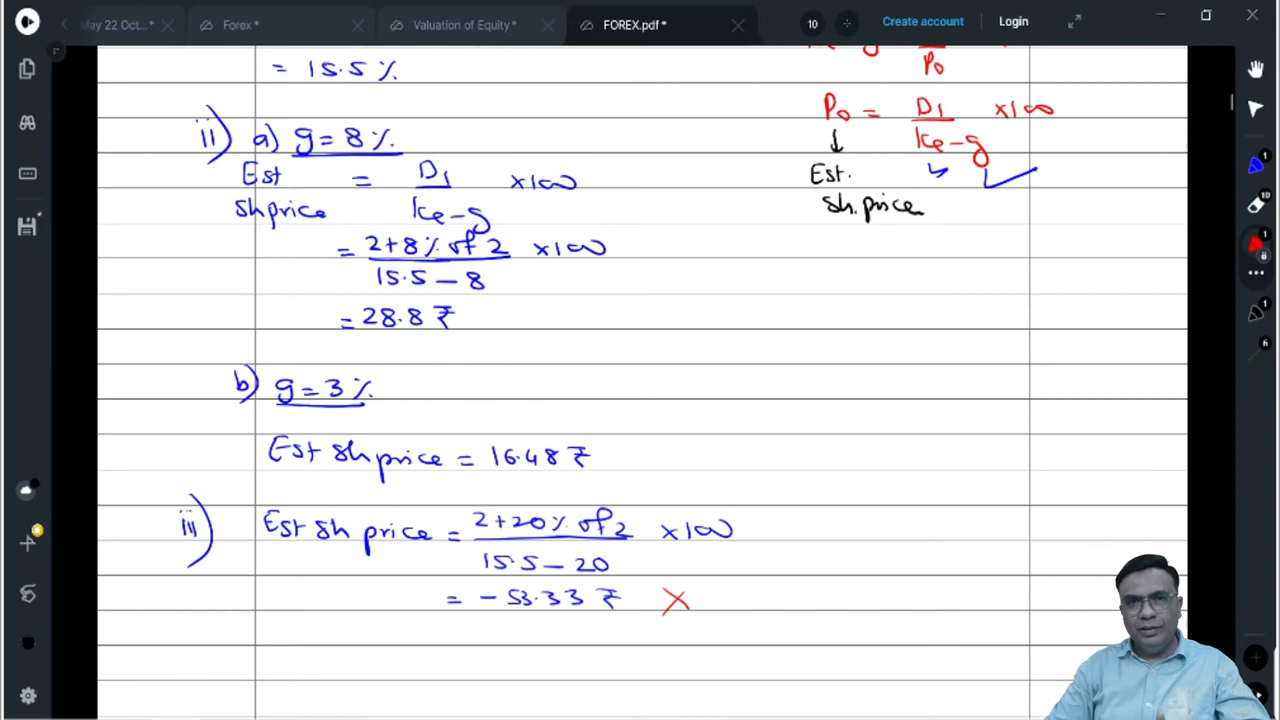 May 22 Oct...*
Forex*
Valuation of Equity*
FOREX.pdf*
10
Create account
Login
= 15.5 %
P₀
P₀ = D₁ ×100
Ke-g
Est.
sh. price
ii) a) g = 8 %
Est = D₁ ×100
sh price Ke-g
= 2+8% of 2 ×100
15.5 - 8
= 28.8 ₹
b) g = 3 %
Est sh price = 16.48 ₹
iii) Est sh price = 2+20% of 2 ×100
15.5 - 20
= - 53.33 ₹ ×